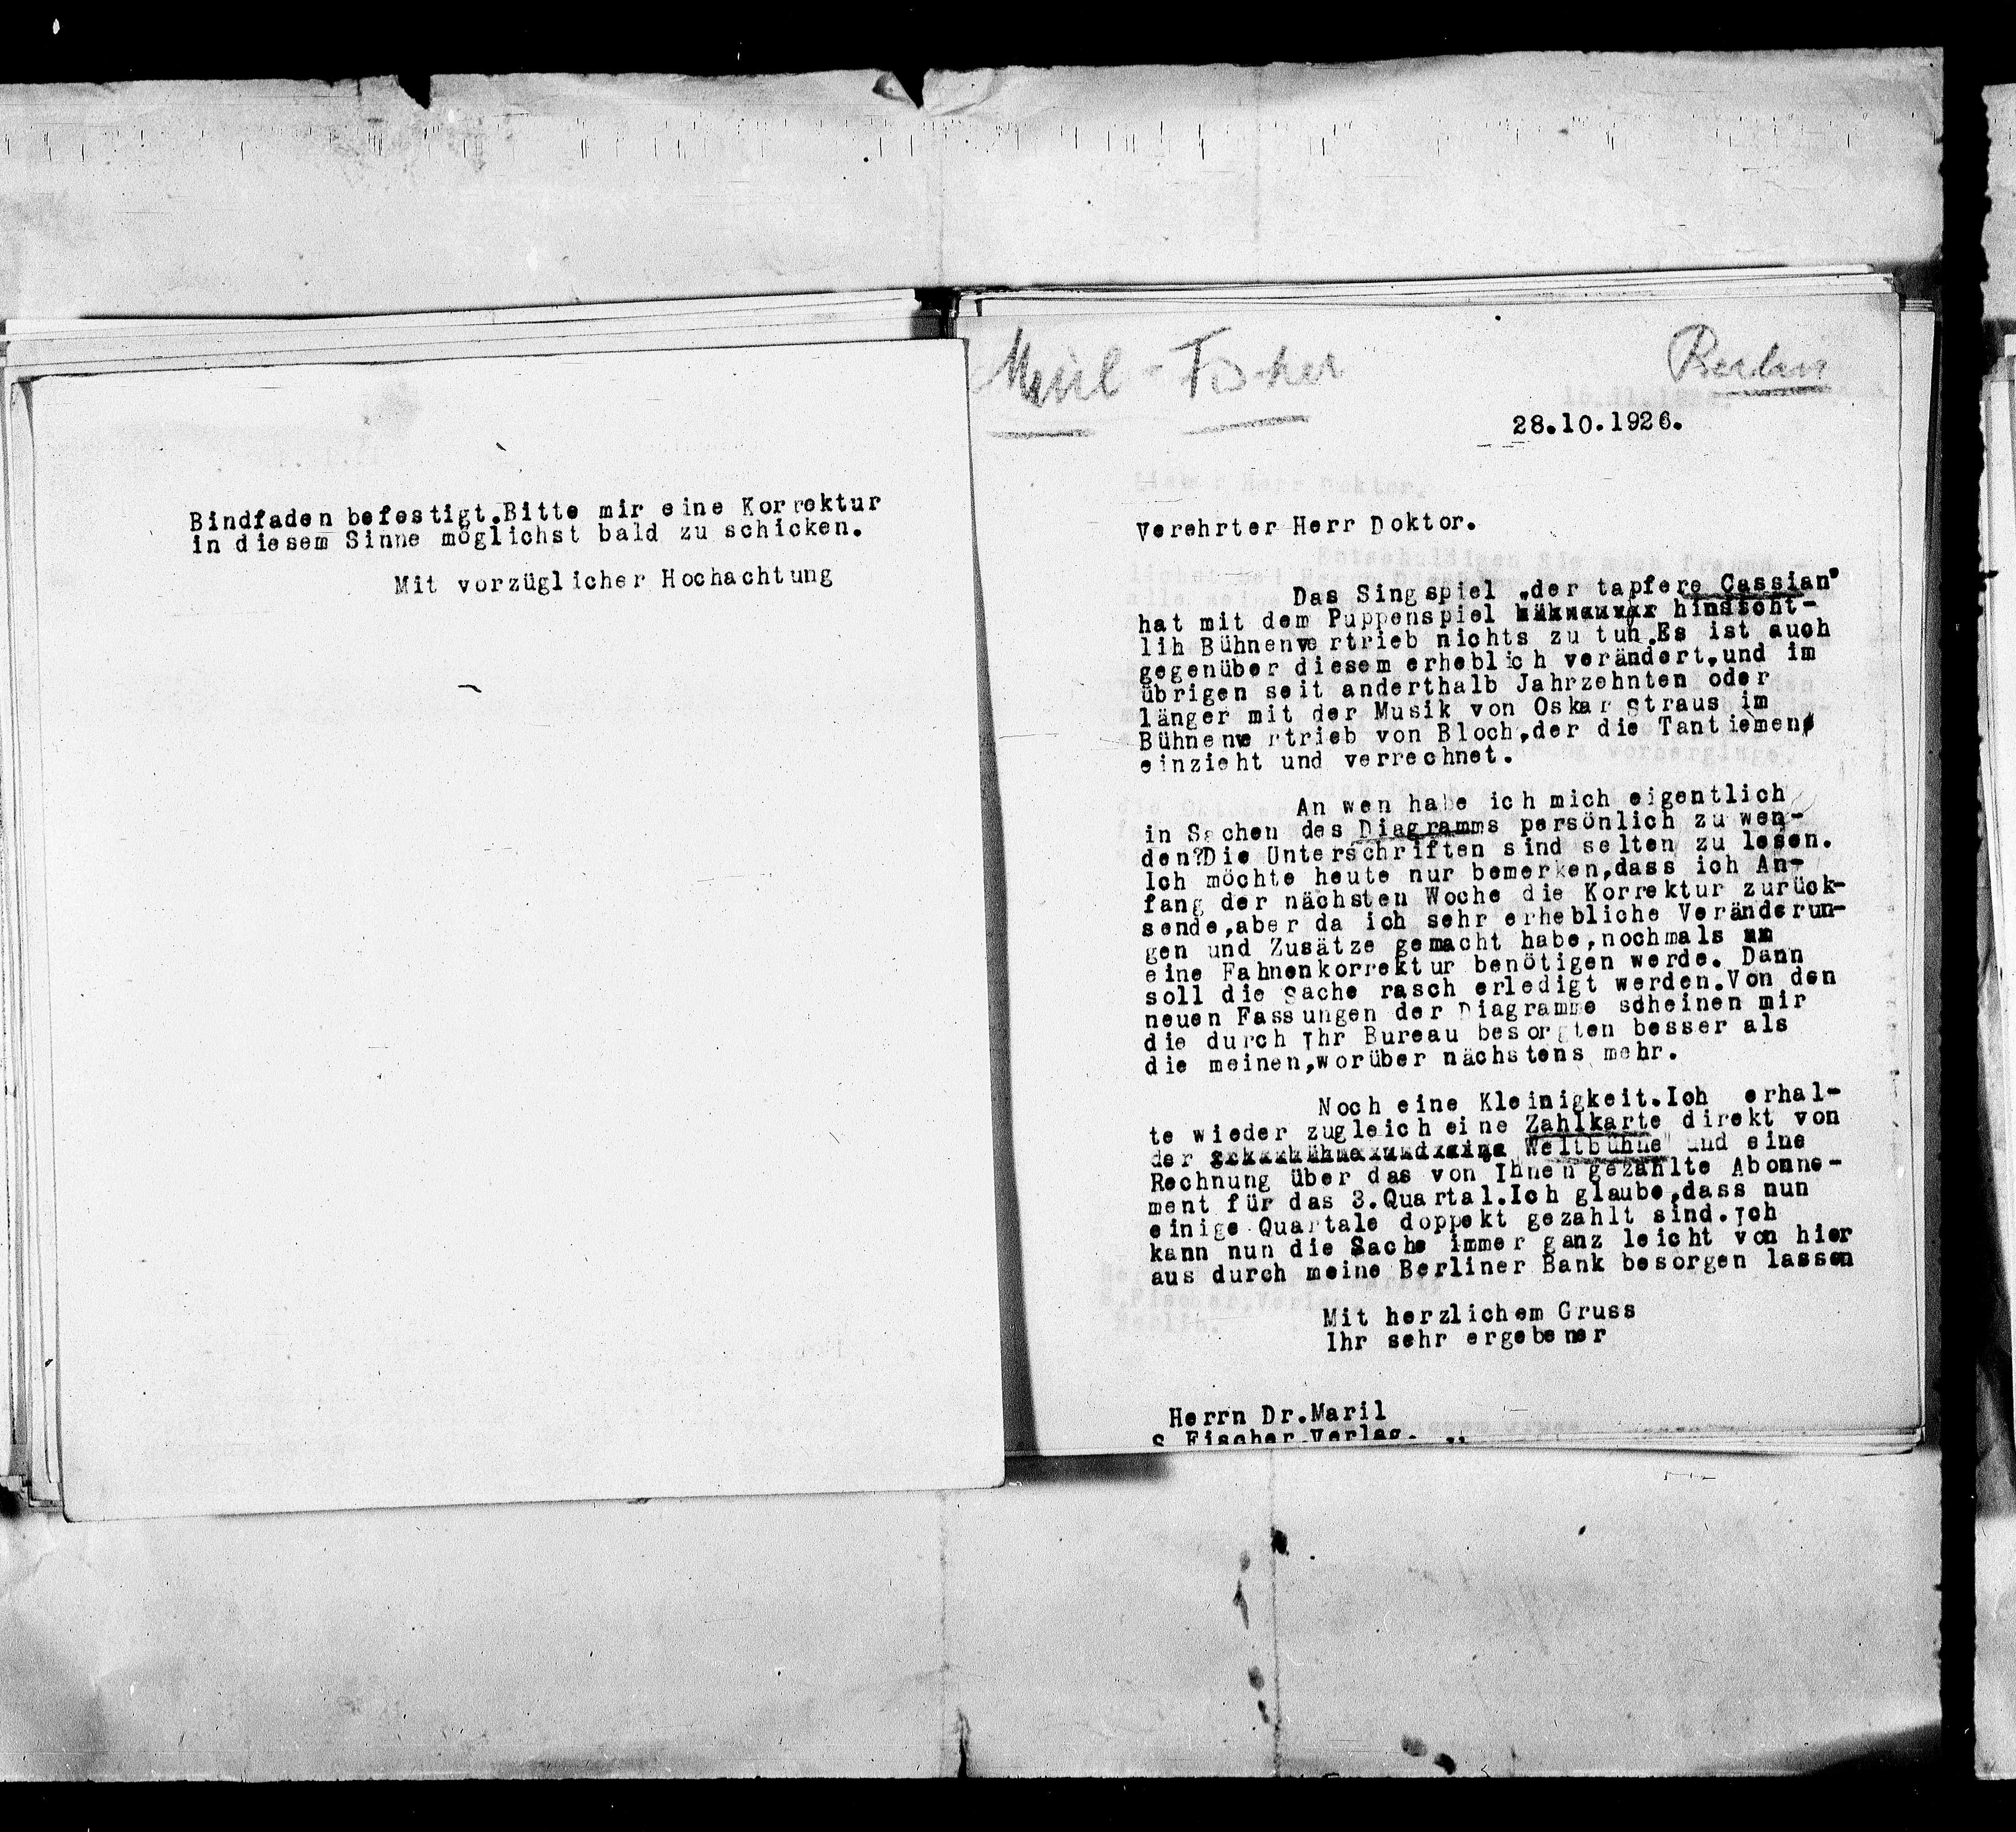 Bindfaden befestigt.Bitte mir eine Korrektur
in diesem Sinne möglichst bald zu schicken.
Mit vorzüglicher Hochachtung
Maril - Fischer
Berlin
28.10.1926.
Verehrter Herr Doktor.
Das Singspiel „der tapfere Cassian"
hat mit dem Puppenspiel hinsicht-
lih Bühnenvertrieb nichts zu tun.Es ist auch
gegenüber diesem erheblich verändert,und im
übrigen seit anderthalb Jahrzehnten oder
länger mit der Musik von Oskar Straus im
Bühnenvertrieb von Bloch,der die Tantiemen
einzieht und verrechnet.
An wen habe ich mich eigentlich
in Sachen des Diagramms persönlich zu wen-
den?Die Unterschriften sind selten zu lesen.
Ich möchte heute nur bemerken,dass ich An-
fang der nächsten Woche die Korrektur zurück-
sende,aber da ich sehr erhebliche Veränderun-
gen und Zusätze gemacht habe,nochmals
eine Fahnenkorrektur benötigen werde. Dann
soll die Sache rasch erledigt werden.Von den
neuen Fassungen der Diagramme scheinen mir
die durch Ihr Bureau besorgten besser als
die meinen,worüber nächstens mehr.
Noch eine Kleinigkeit.Ich erhal-
te wieder zugleich eine Zahlkarte direkt von
der Weltbühne" und eine
Rechnung über das von Ihnen gezahlte Abonne-
ment für das 3.Quartal.Ich glaube,dass nun
einige Quartale doppekt gezahlt sind.Ich
kann nun die Sache immer ganz leicht von hier
aus durch meine Berliner Bank besorgen lassen
Mit herzlichem Gruss
Ihr sehr ergebener
Herrn Dr.Maril
S.Fischer,Verlag.